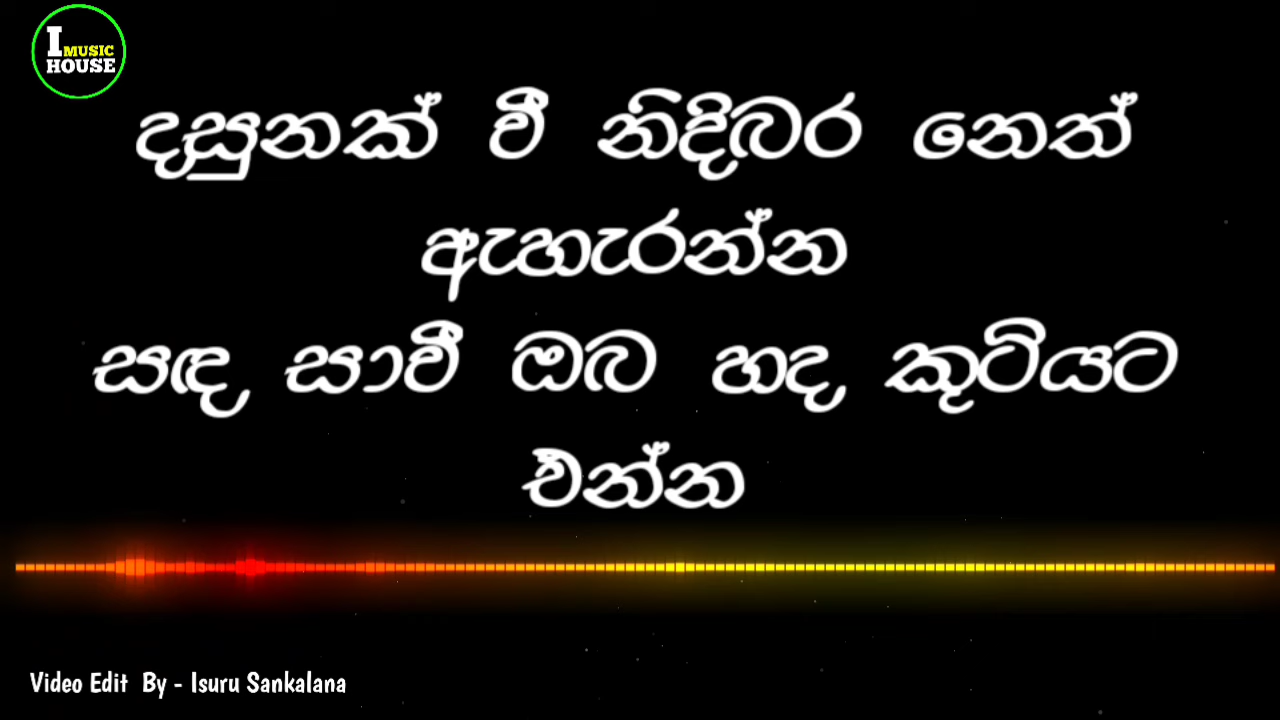 I MUSIC
HOUSE
දසුනක් වී නිදිබර නෙත්
ඇහැරන්න
සඳ සාවී ඔබ හද කුටියට
එන්න
Video Edit By - Isuru Sankalana